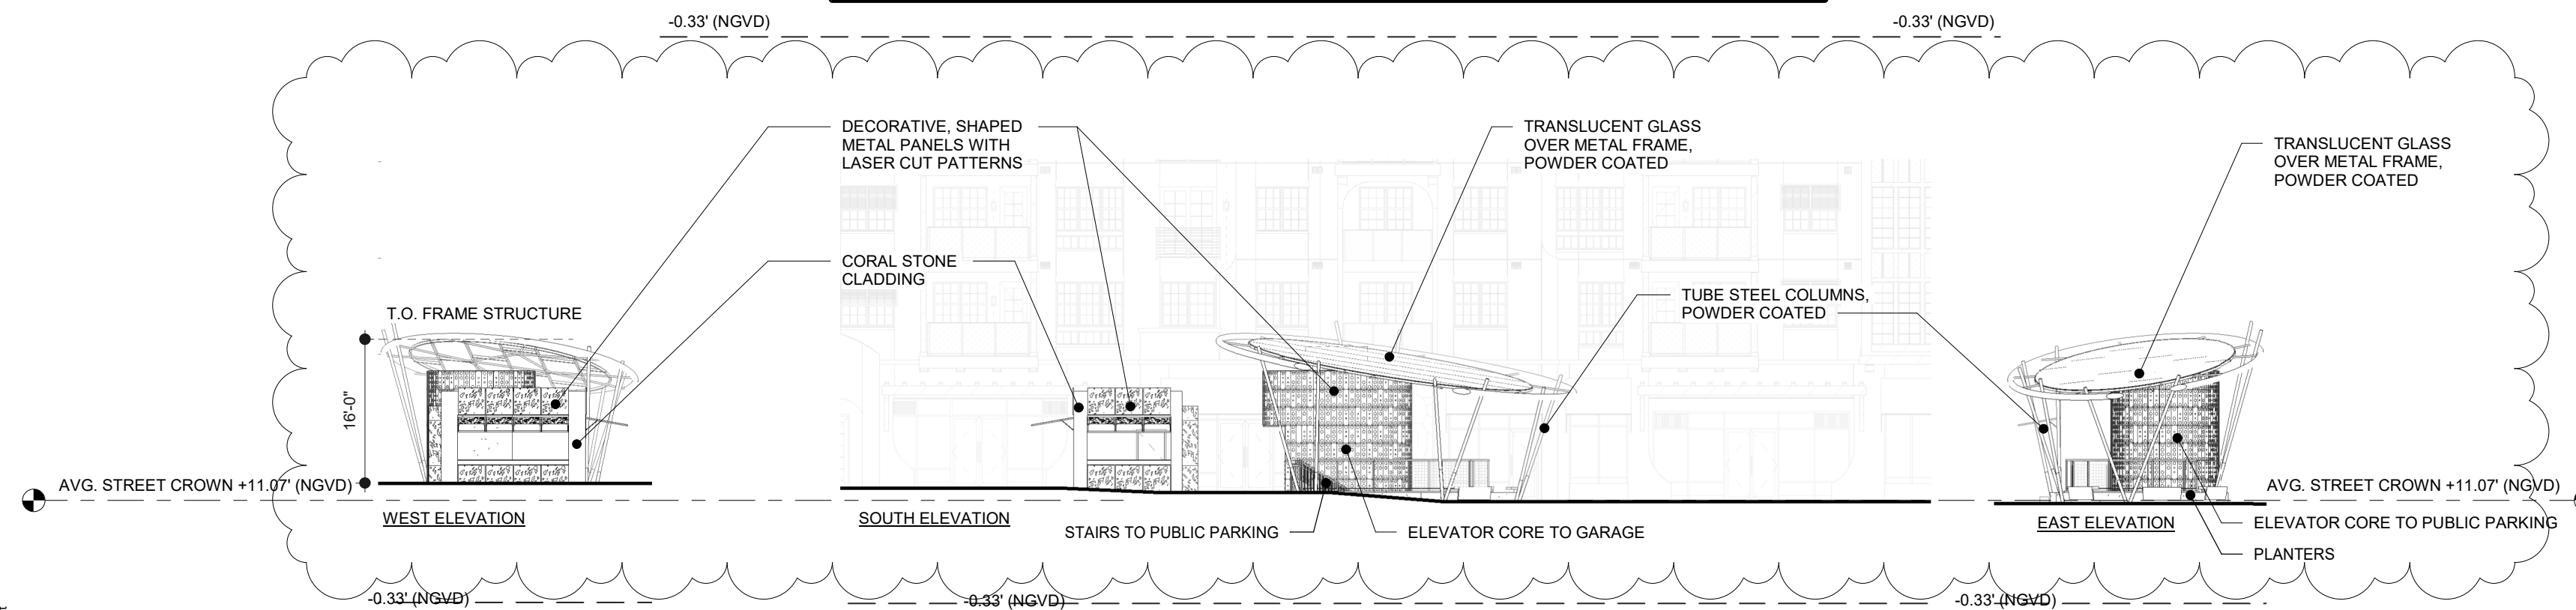 -0.33' (NGVD)
-0.33' (NGVD)
DECORATIVE, SHAPED
METAL PANELS WITH
LASER CUT PATTERNS
TRANSLUCENT GLASS
OVER METAL FRAME,
POWDER COATED
TRANSLUCENT GLASS
OVER METAL FRAME,
POWDER COATED
CORAL STONE
CLADDING
TUBE STEEL COLUMNS,
POWDER COATED
T.O. FRAME STRUCTURE
16'-0"
AVG. STREET CROWN +11.07' (NGVD)
AVG. STREET CROWN +11.07' (NGVD)
WEST ELEVATION
SOUTH ELEVATION
EAST ELEVATION
STAIRS TO PUBLIC PARKING
ELEVATOR CORE TO GARAGE
ELEVATOR CORE TO PUBLIC PARKING
PLANTERS
-0.33' (NGVD)
-0.33' (NGVD)
-0.33' (NGVD)